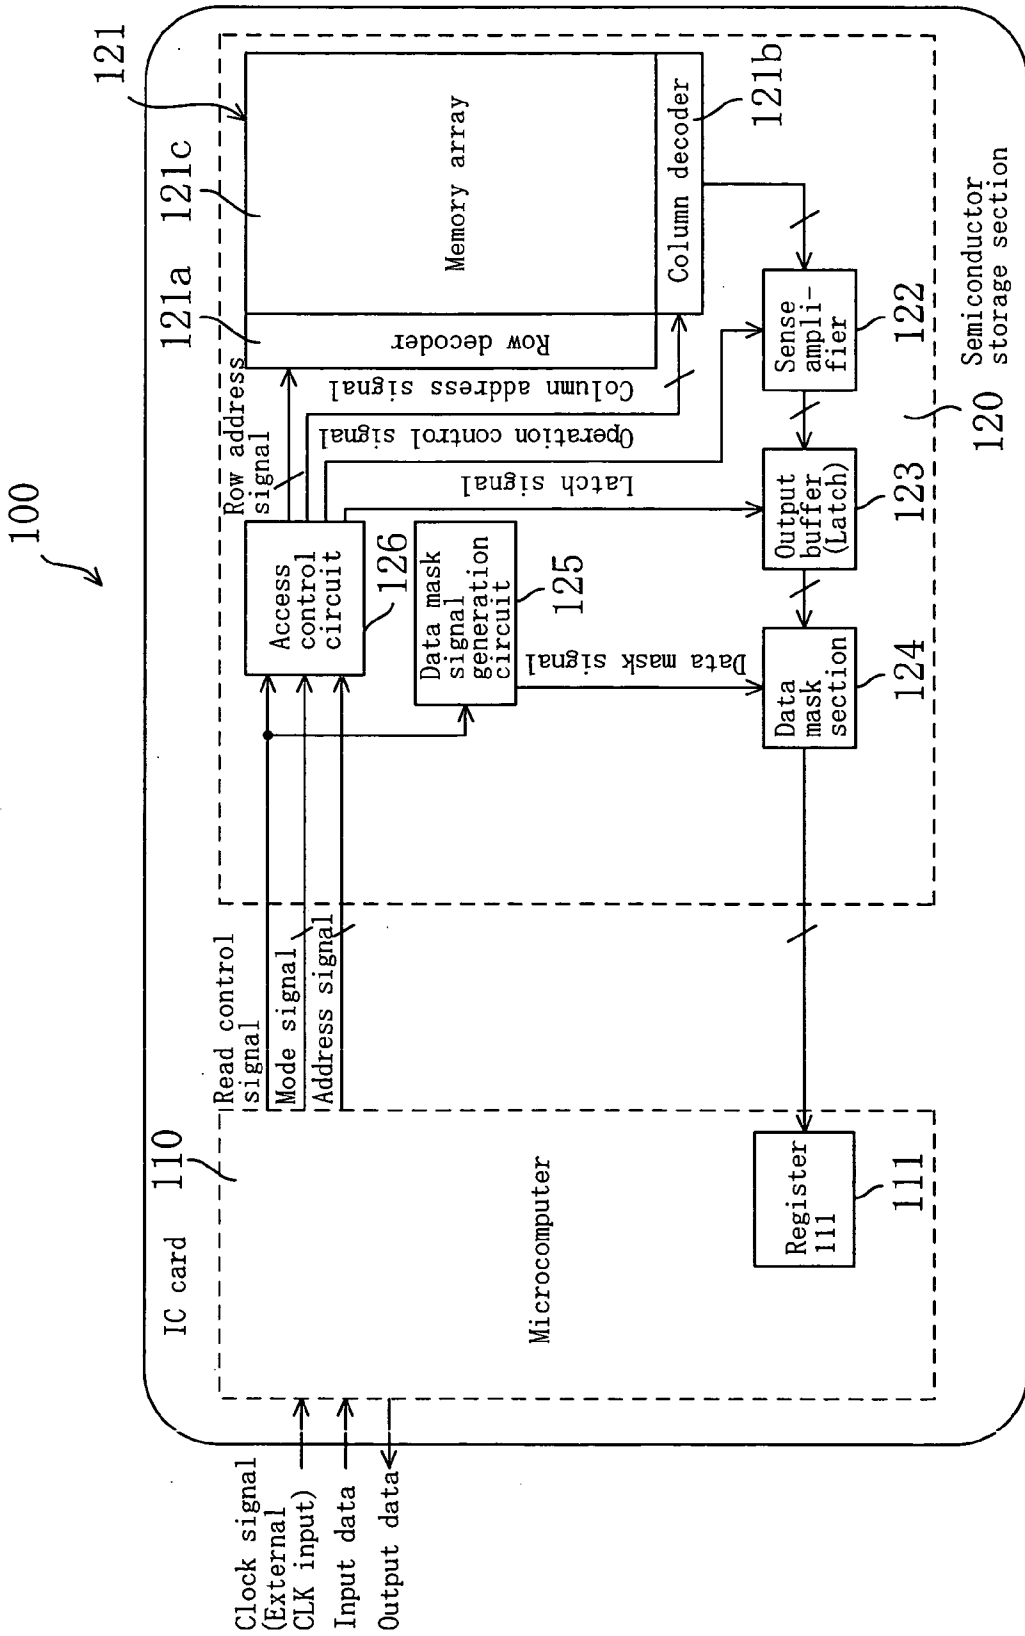 100
IC card
110
Clock signal
(External
CLK input)
Input data
Output data
Microcomputer
Register
111
111
Read control
signal
Mode signal
Address signal
Access
control
circuit
126
Data mask
signal
generation
circuit
125
Data mask signal
Row address
signal
Column address signal
Operation control signal
Latch signal
121a
121c
121
Row decoder
Memory array
Column decoder
121b
Data
mask
section
124
Output
buffer
(Latch)
123
Sense
ampli-
fier
122
120
Semiconductor
storage section